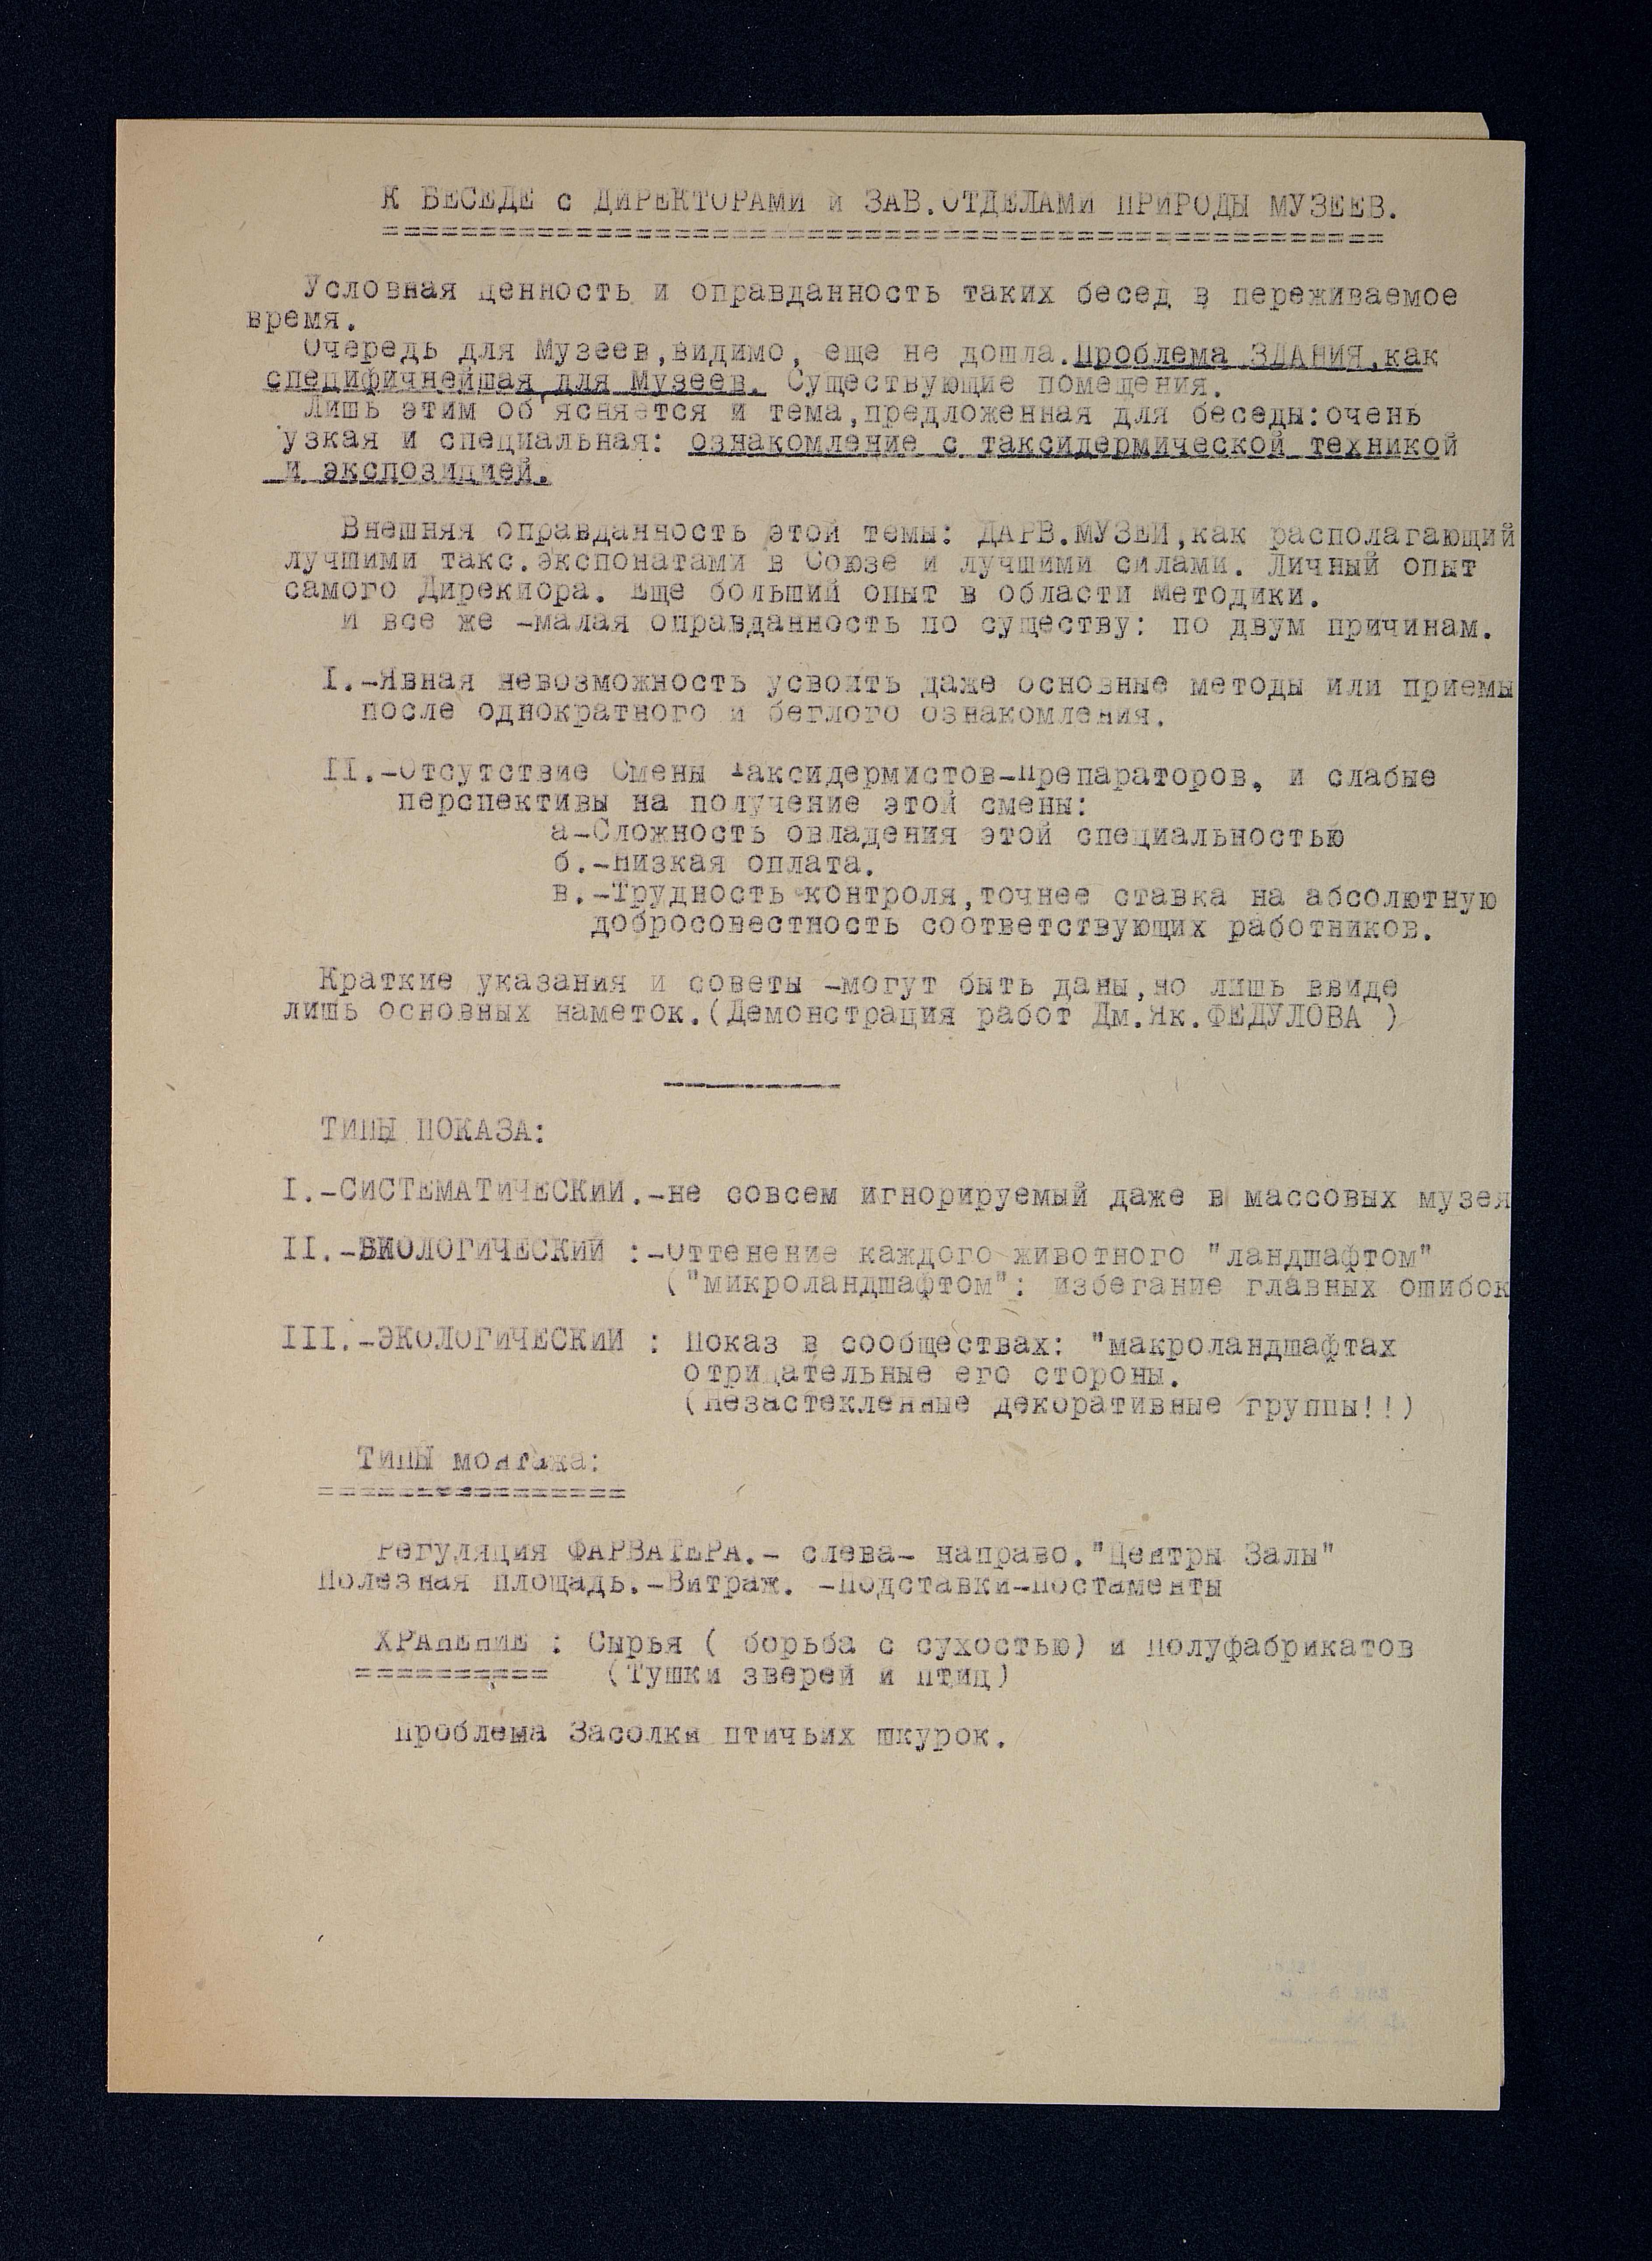 К БЕСЕДЕ с ДИРЕКТОРАМИ и ЗАВ.ОТДЕЛАМИ ПРИРОДЫ МУЗЕЕВ.
====================================================
Условная ценность и оправданность таких бесед в переживаемое
время.
Очередь для Музеев,видимо, еще не дошла.Проблема ЗДАНИЯ,как
специфичнейшая для Музеев. Существующие помещения.
Лишь этим об'ясняется и тема,предложенная для беседы:очень
узкая и специальная: ознакомление с таксидермической техникой
и экспозицией.
Внешняя оправданность этой темы: ДАРВ.МУЗЕЙ,как располагающий
лучшими такс.экспонатами в Союзе и лучшими силами. Личный опыт
самого Дирекиора. Еще больший опыт в области Методики.
И все же -малая оправданность по существу: по двум причинам.
I.-Явная невозможность усвоить даже основные методы или приемы
после однократного и беглого ознакомления.
II.-Отсутствие Смены Таксидермистов-Препараторов, и слабые
перспективы на получение этой смены:
а-Сложность овладения этой специальностью
б.-Низкая оплата.
в.-Трудность контроля,точнее ставка на абсолютную
добросовестность соответствующих работников.
Краткие указания и советы -могут быть даны,но лишь ввиде
лишь основных наметок.(Демонстрация работ Дм.Як.ФЕДУЛОВА )
ТИПЫ ПОКАЗА:
I.-СИСТЕМАТИЧЕСКИЙ.-не совсем игнорируемый даже в массовых музея
II.-БИОЛОГИЧЕСКИЙ :-Оттенение каждого животного "ландшафтом"
("микроландшафтом": избегание главных ошибок
III.-ЭКОЛОГИЧЕСКИЙ : Показ в сообществах: "макроландшафтах
отрицательные его стороны.
(Незастекленные декоративные группы!!)
ТИПЫ монтажа:
================
Регуляция ФАРВАТЕРА.- слева- направо."Центры Залы"
Полезная площадь.-Витраж. -Подставки-Постаменты
ХРАНЕНИЕ : Сырья ( борьба с сухостью) и Полуфабрикатов
========== (Тушки зверей и птиц)
Проблема Засолки птичьих шкурок.